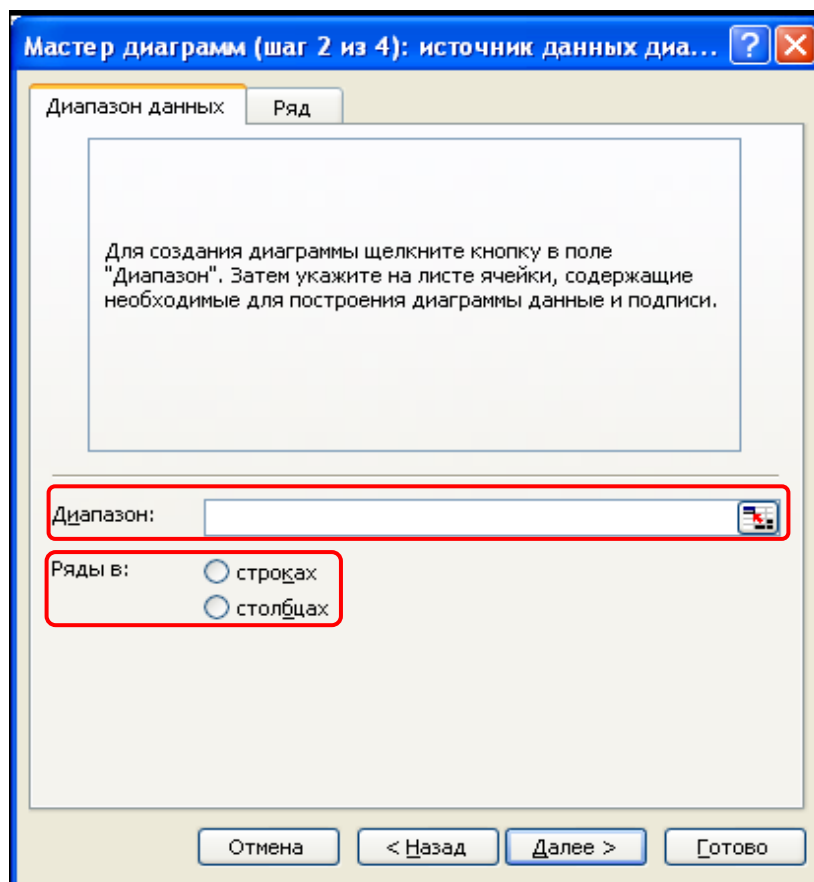 Мастер диаграмм (шаг 2 из 4): источник данных диа...
Диапазон данных Ряд
Для создания диаграммы щелкните кнопку в поле
"Диапазон". Затем укажите на листе ячейки, содержащие
необходимые для построения диаграммы данные и подписи.
Диапазон:
Ряды в: строках
столбцах
Отмена < Назад Далее > Готово